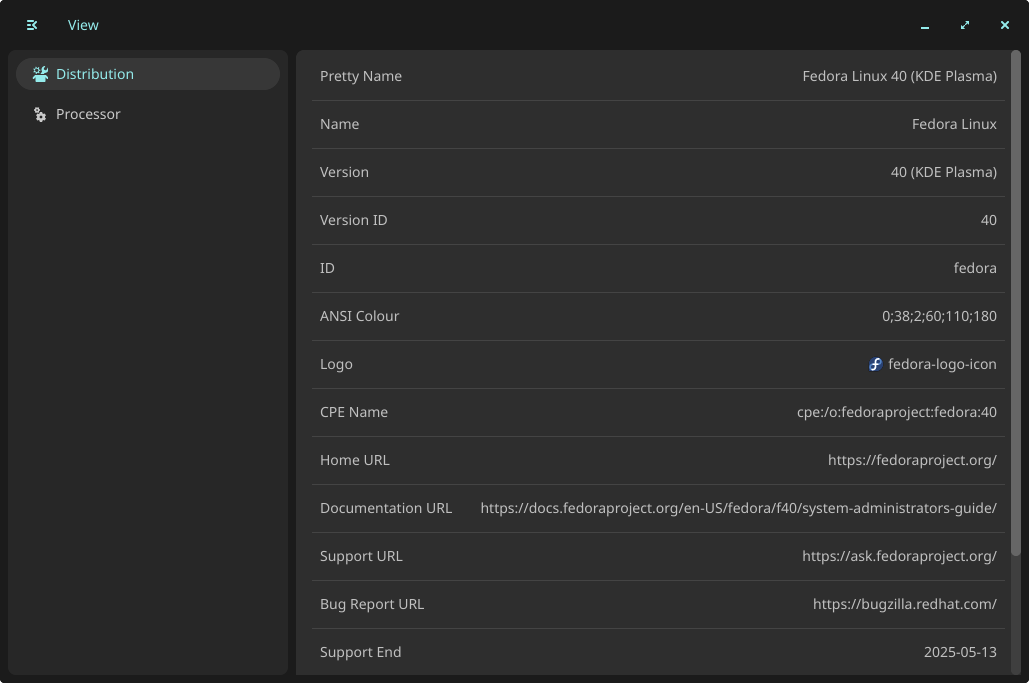 View
Distribution
Processor
Pretty Name Fedora Linux 40 (KDE Plasma)
Name Fedora Linux
Version 40 (KDE Plasma)
Version ID 40
ID fedora
ANSI Colour 0;38;2;60;110;180
Logo fedora-logo-icon
CPE Name cpe:/o:fedoraproject:fedora:40
Home URL https://fedoraproject.org/
Documentation URL https://docs.fedoraproject.org/en-US/fedora/f40/system-administrators-guide/
Support URL https://ask.fedoraproject.org/
Bug Report URL https://bugzilla.redhat.com/
Support End 2025-05-13